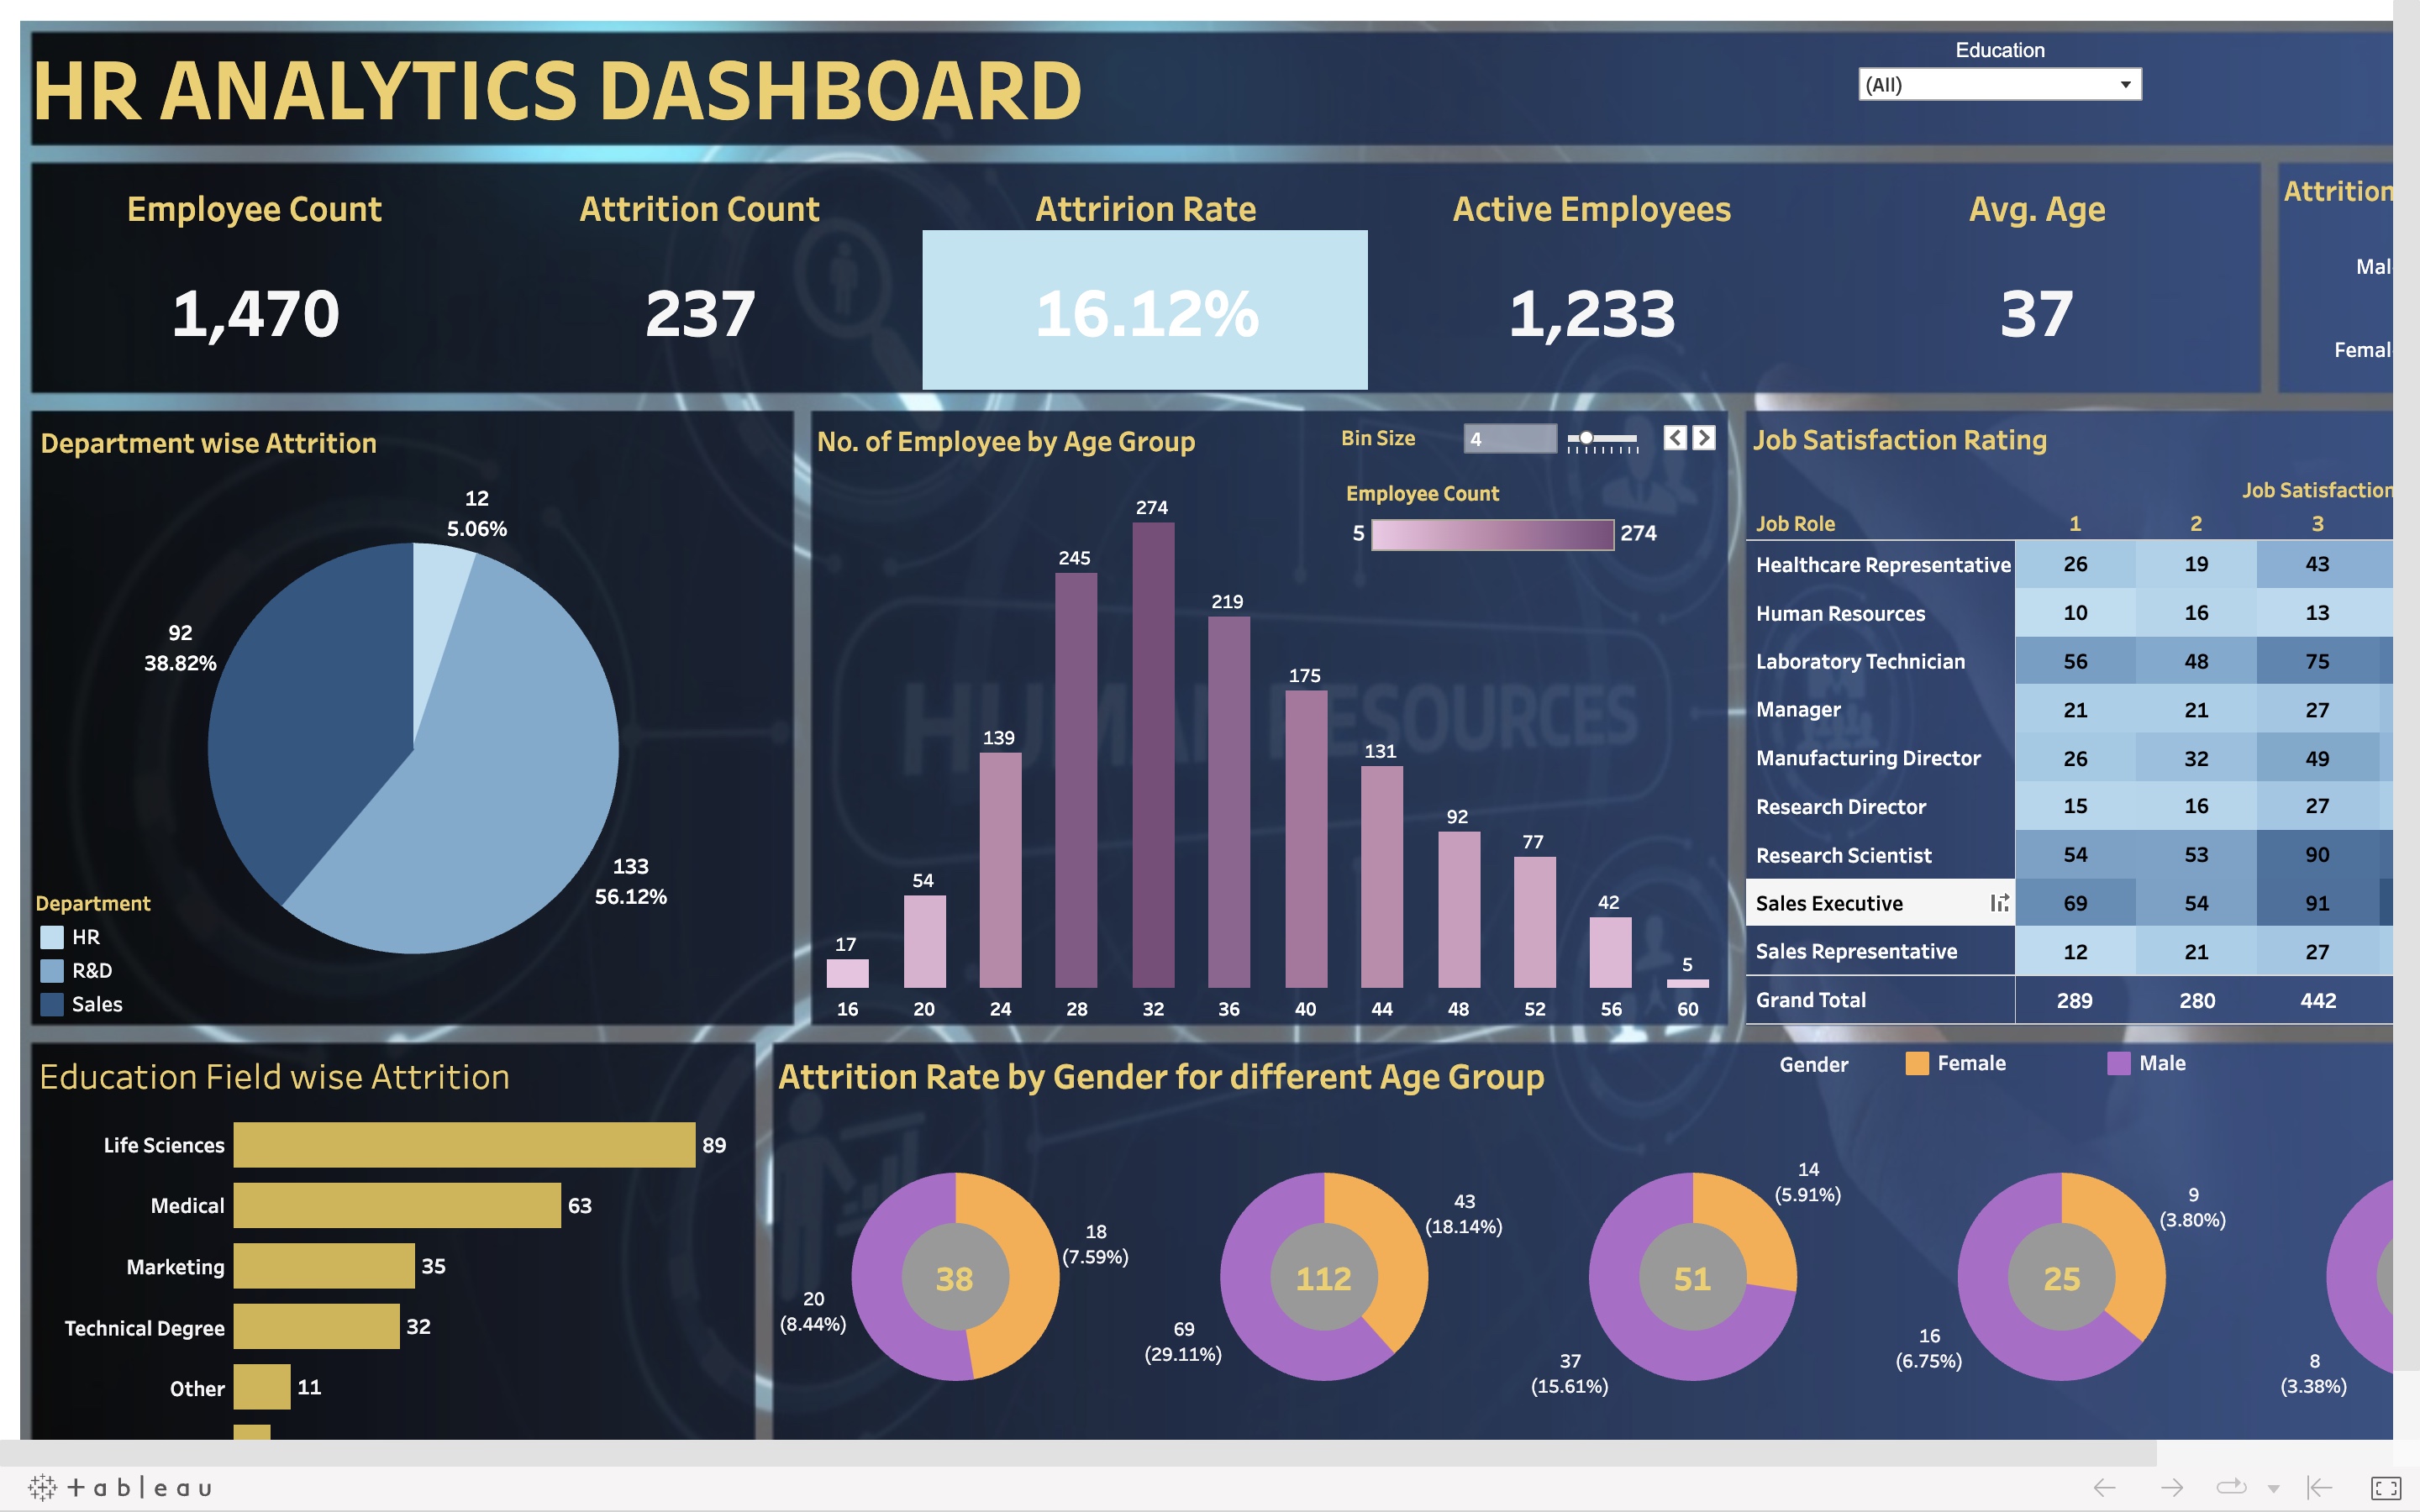 HR ANALYTICS DASHBOARD
Education
(All)
Employee Count
Attrition Count
Attririon Rate
Active Employees
Avg. Age
Attrition
1,470
237
16.12%
1,233
37
Mal
Femal
Department wise Attrition
12
5.06%
92
38.82%
133
56.12%
Department
HR
R&D
Sales
No. of Employee by Age Group
Bin Size
4
Employee Count
5 274
17 54 139 245 274 219 175 131 92 77 42 5
16 20 24 28 32 36 40 44 48 52 56 60
HUMAN RESOURCES
Job Satisfaction Rating
Job Satisfaction
Job Role 1 2 3
Healthcare Representative 26 19 43
Human Resources 10 16 13
Laboratory Technician 56 48 75
Manager 21 21 27
Manufacturing Director 26 32 49
Research Director 15 16 27
Research Scientist 54 53 90
Sales Executive 69 54 91
Sales Representative 12 21 27
Grand Total 289 280 442
Education Field wise Attrition
Life Sciences 89
Medical 63
Marketing 35
Technical Degree 32
Other 11
Attrition Rate by Gender for different Age Group
Gender Female Male
38
18
(7.59%)
20
(8.44%)
112
43
(18.14%)
69
(29.11%)
51
14
(5.91%)
37
(15.61%)
25
9
(3.80%)
16
(6.75%)
8
(3.38%)
+ a b l e a u